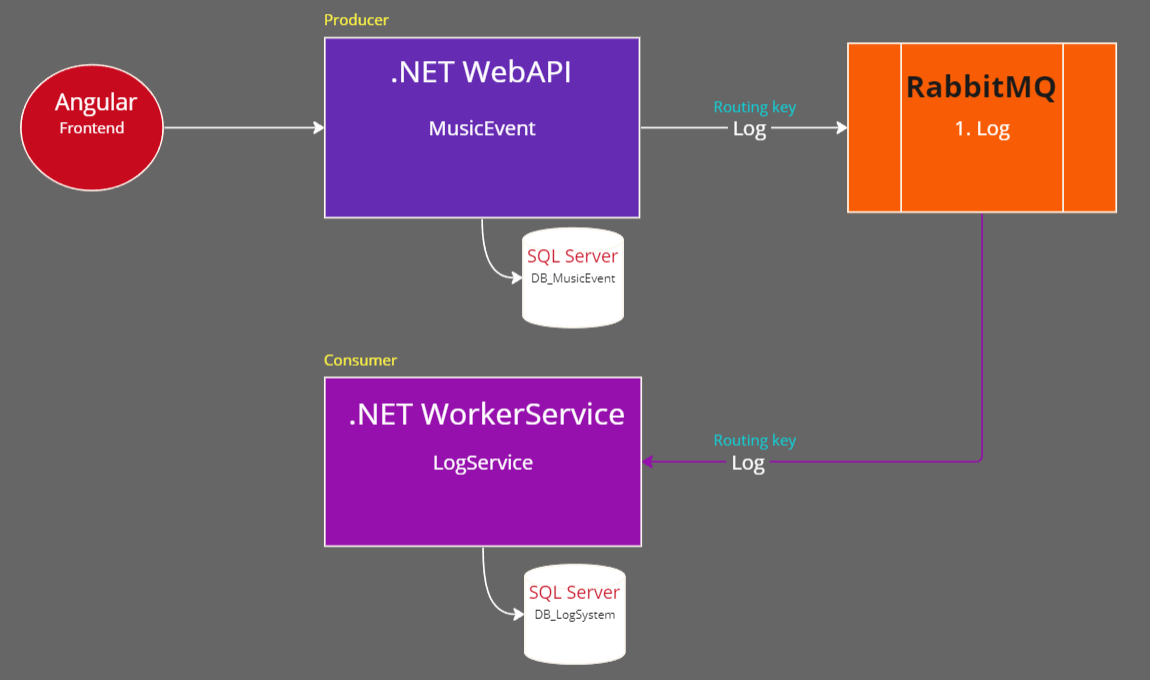 Producer
Angular
Frontend
.NET WebAPI
MusicEvent
Routing key
Log
RabbitMQ
1. Log
SQL Server
DB_MusicEvent
Consumer
.NET WorkerService
LogService
Routing key
Log
SQL Server
DB_LogSystem